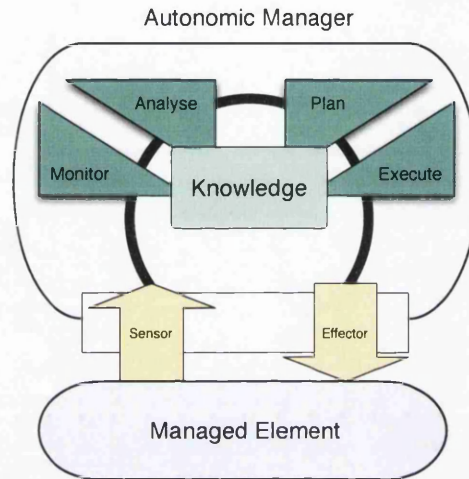 Autonomic Manager
Analyse
Plan
Monitor
Knowledge
Execute
Sensor
Effector
Managed Element